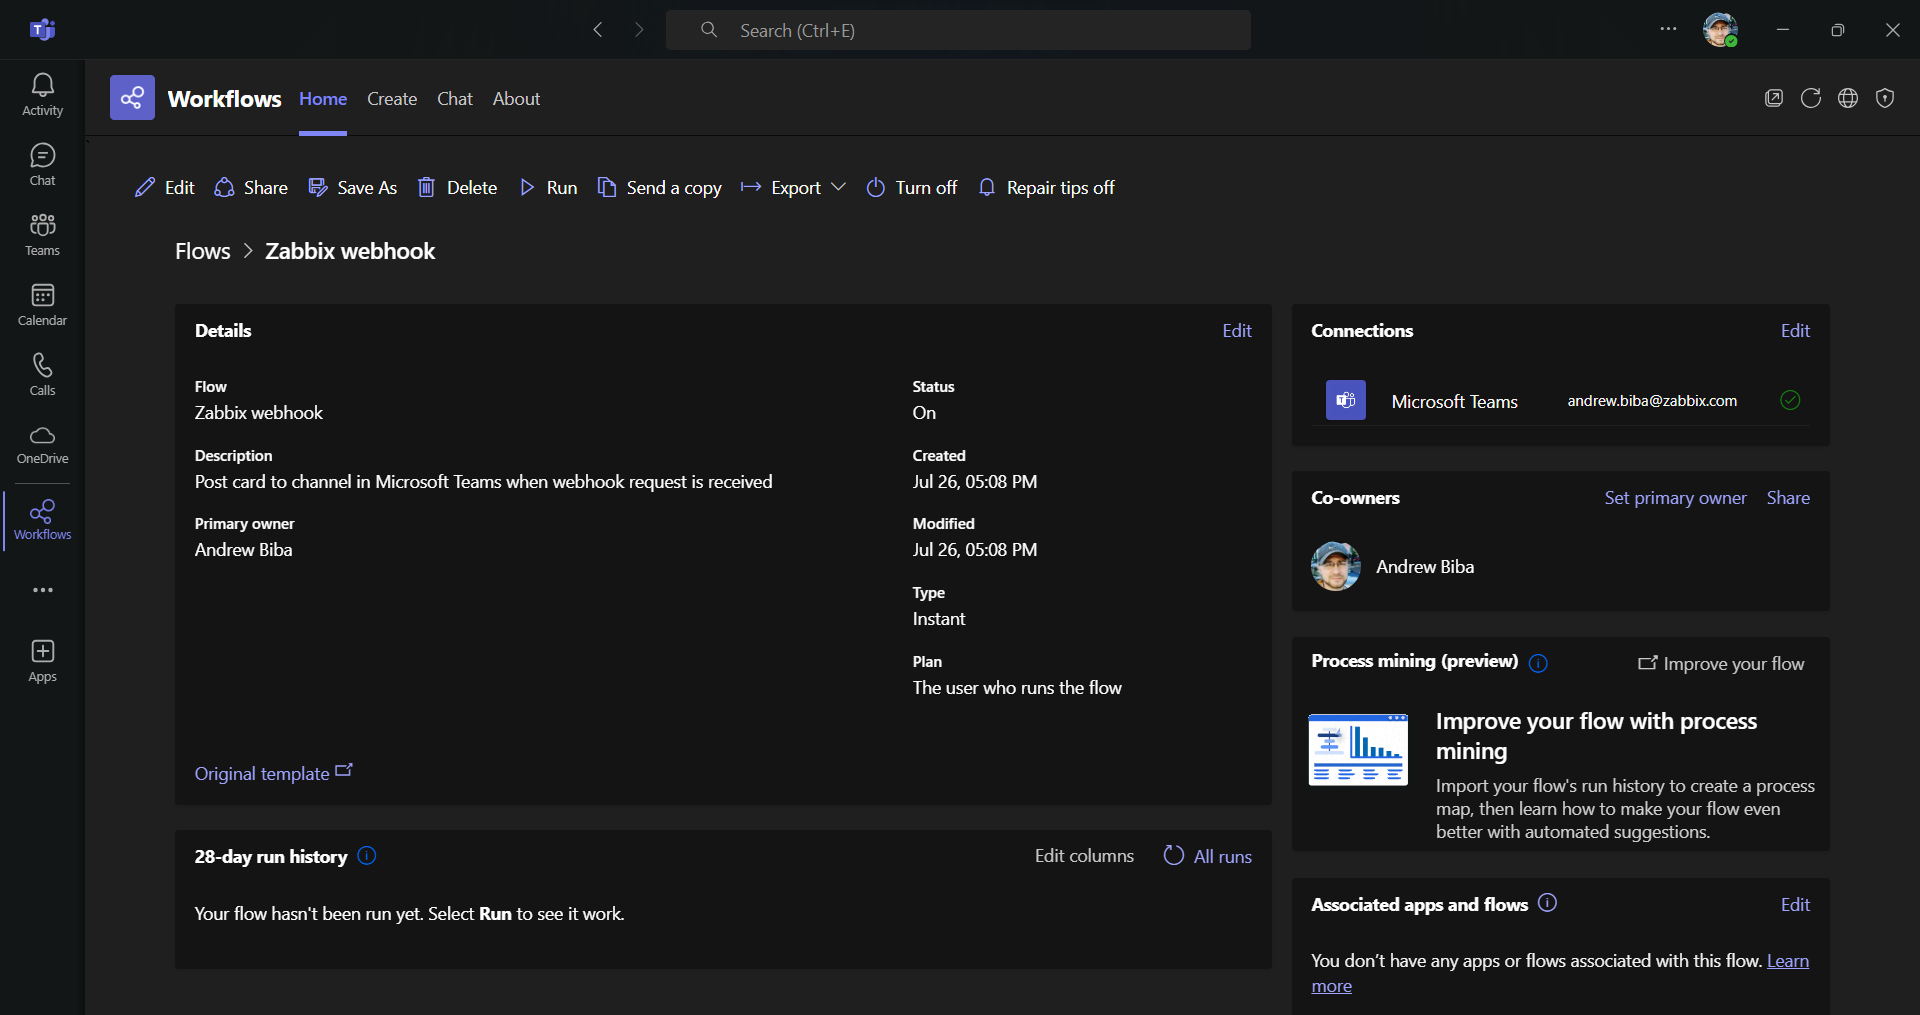 Search (Ctrl+E)
Activity
Chat
Teams
Calendar
Calls
OneDrive
Workflows
Apps
Workflows Home Create Chat About
Edit Share Save As Delete Run Send a copy Export Turn off Repair tips off
Flows > Zabbix webhook
Details Edit
Flow
Zabbix webhook
Description
Post card to channel in Microsoft Teams when webhook request is received
Primary owner
Andrew Biba
Status
On
Created
Jul 26, 05:08 PM
Modified
Jul 26, 05:08 PM
Type
Instant
Plan
The user who runs the flow
Original template
28-day run history Edit columns All runs
Your flow hasn't been run yet. Select Run to see it work.
Connections Edit
Microsoft Teams andrew.biba@zabbix.com
Co-owners Set primary owner Share
Andrew Biba
Process mining (preview) Improve your flow
Improve your flow with process
mining
Import your flow's run history to create a process
map, then learn how to make your flow even
better with automated suggestions.
Associated apps and flows Edit
You don't have any apps or flows associated with this flow. Learn
more